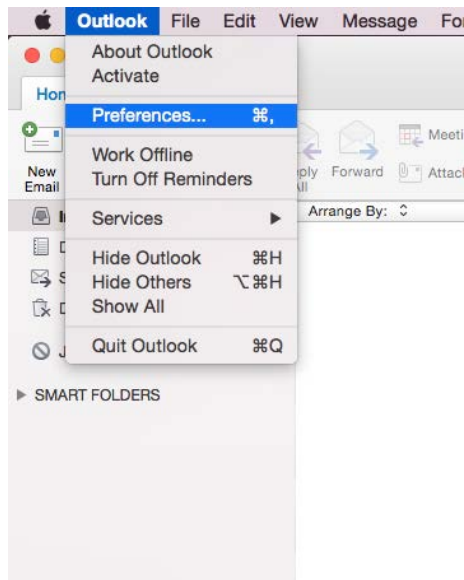 Outlook File Edit View Message
About Outlook
Activate
Preferences... ⌘,
Work Offline
Turn Off Reminders
Services ▶
Hide Outlook ⌘H
Hide Others ⌥⌘H
Show All
Quit Outlook ⌘Q
New
Email
Forward
Arrange By:
SMART FOLDERS